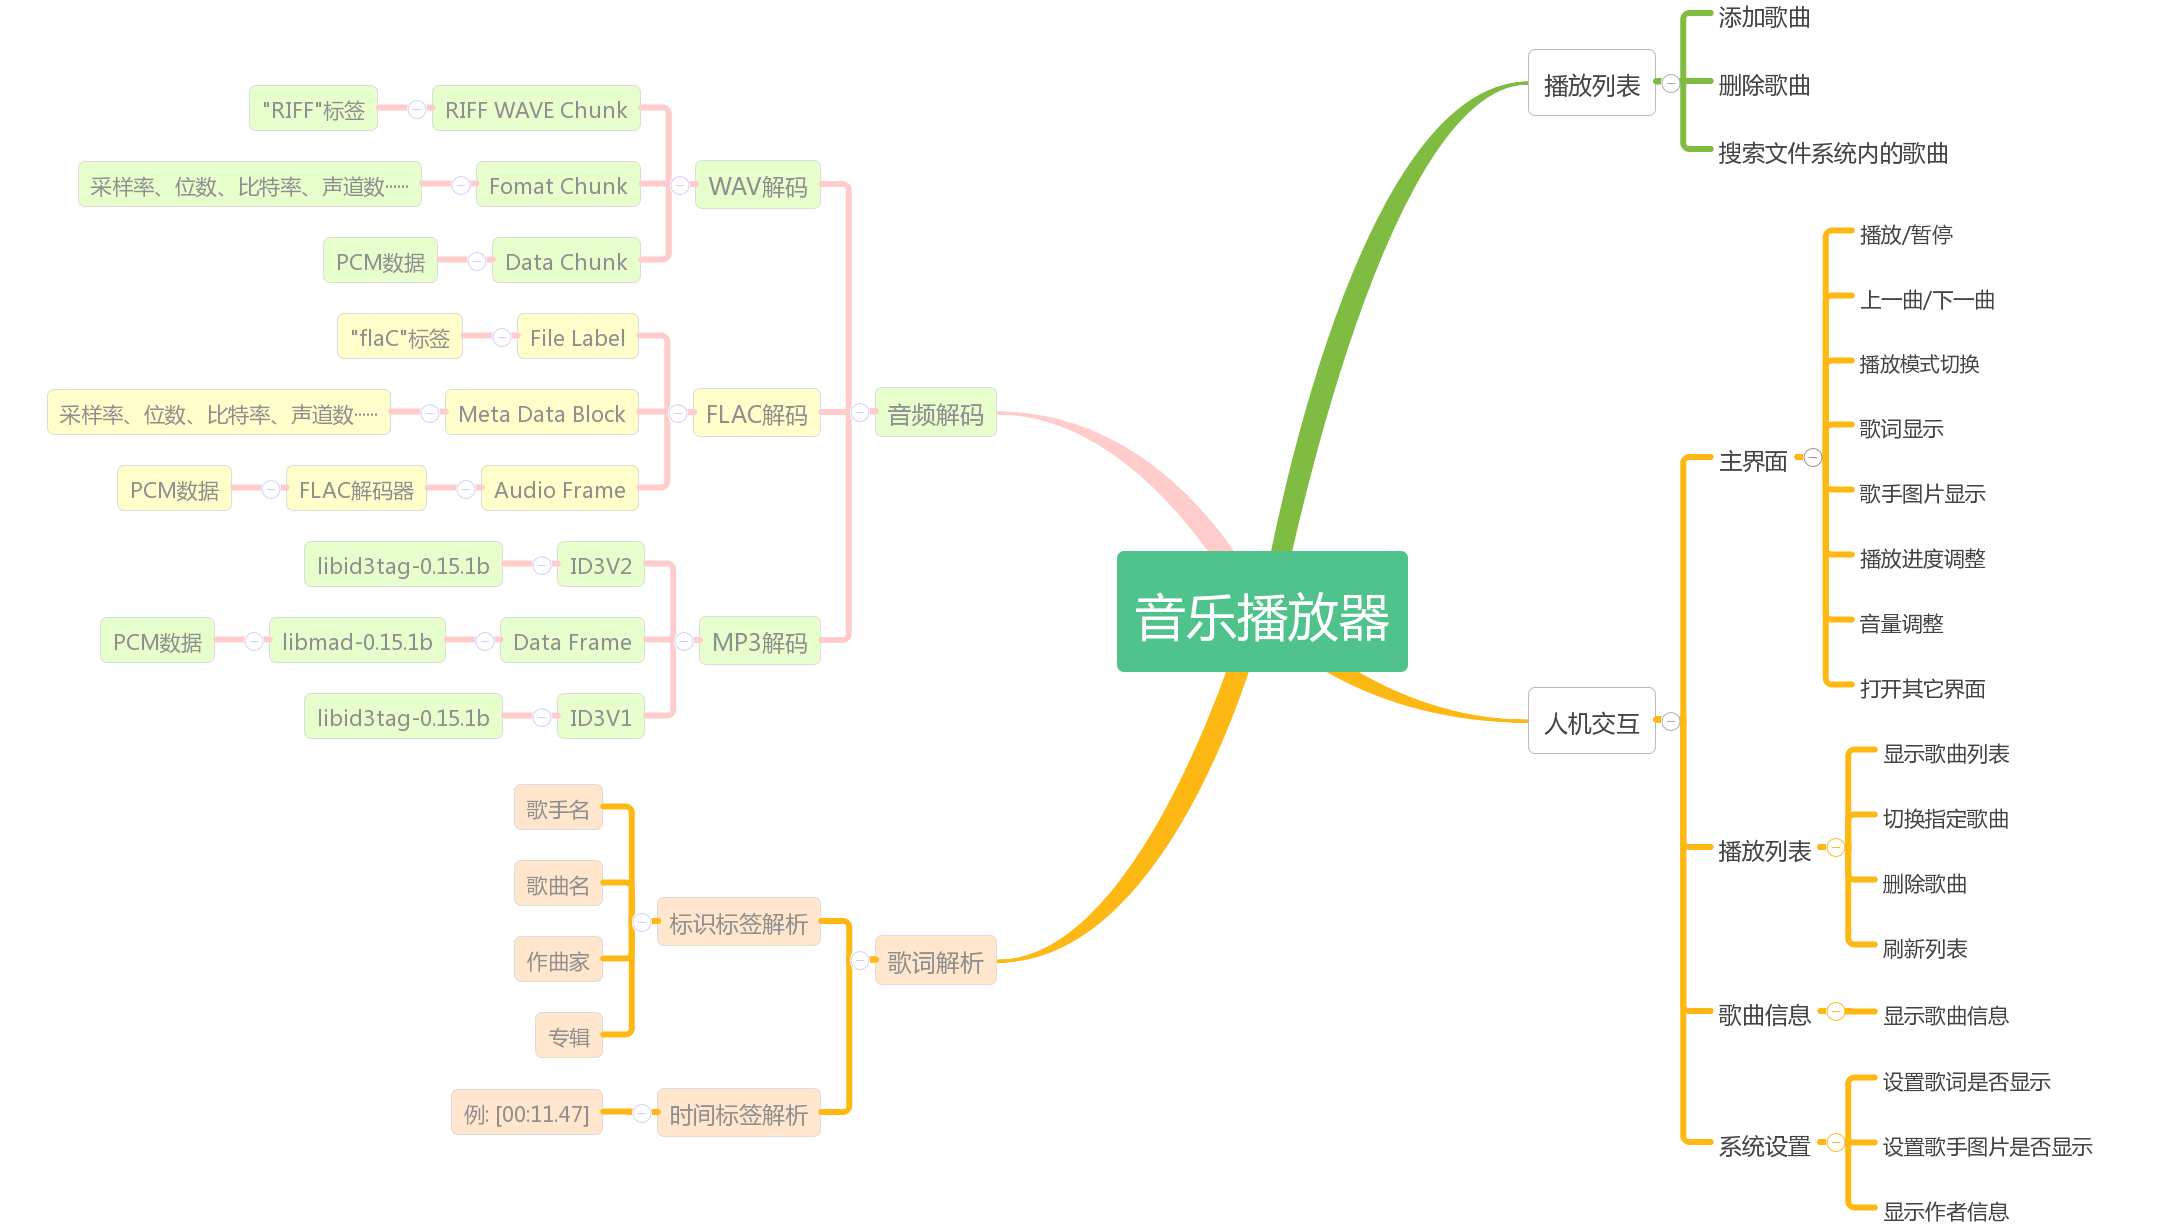 音乐播放器
播放列表
添加歌曲
删除歌曲
搜索文件系统内的歌曲
人机交互
主界面
播放/暂停
上一曲/下一曲
播放模式切换
歌词显示
歌手图片显示
播放进度调整
音量调整
打开其它界面
播放列表
显示歌曲列表
切换指定歌曲
删除歌曲
刷新列表
歌曲信息
显示歌曲信息
系统设置
设置歌词是否显示
设置歌手图片是否显示
显示作者信息
音频解码
WAV解码
RIFF WAVE Chunk
"RIFF"标签
Fomat Chunk
采样率、位数、比特率、声道数······
Data Chunk
PCM数据
FLAC解码
File Label
"flaC"标签
Meta Data Block
采样率、位数、比特率、声道数······
Audio Frame
FLAC解码器
PCM数据
MP3解码
ID3V2
libid3tag-0.15.1b
Data Frame
libmad-0.15.1b
PCM数据
ID3V1
libid3tag-0.15.1b
歌词解析
标识标签解析
歌手名
歌曲名
作曲家
专辑
时间标签解析
例: [00:11.47]